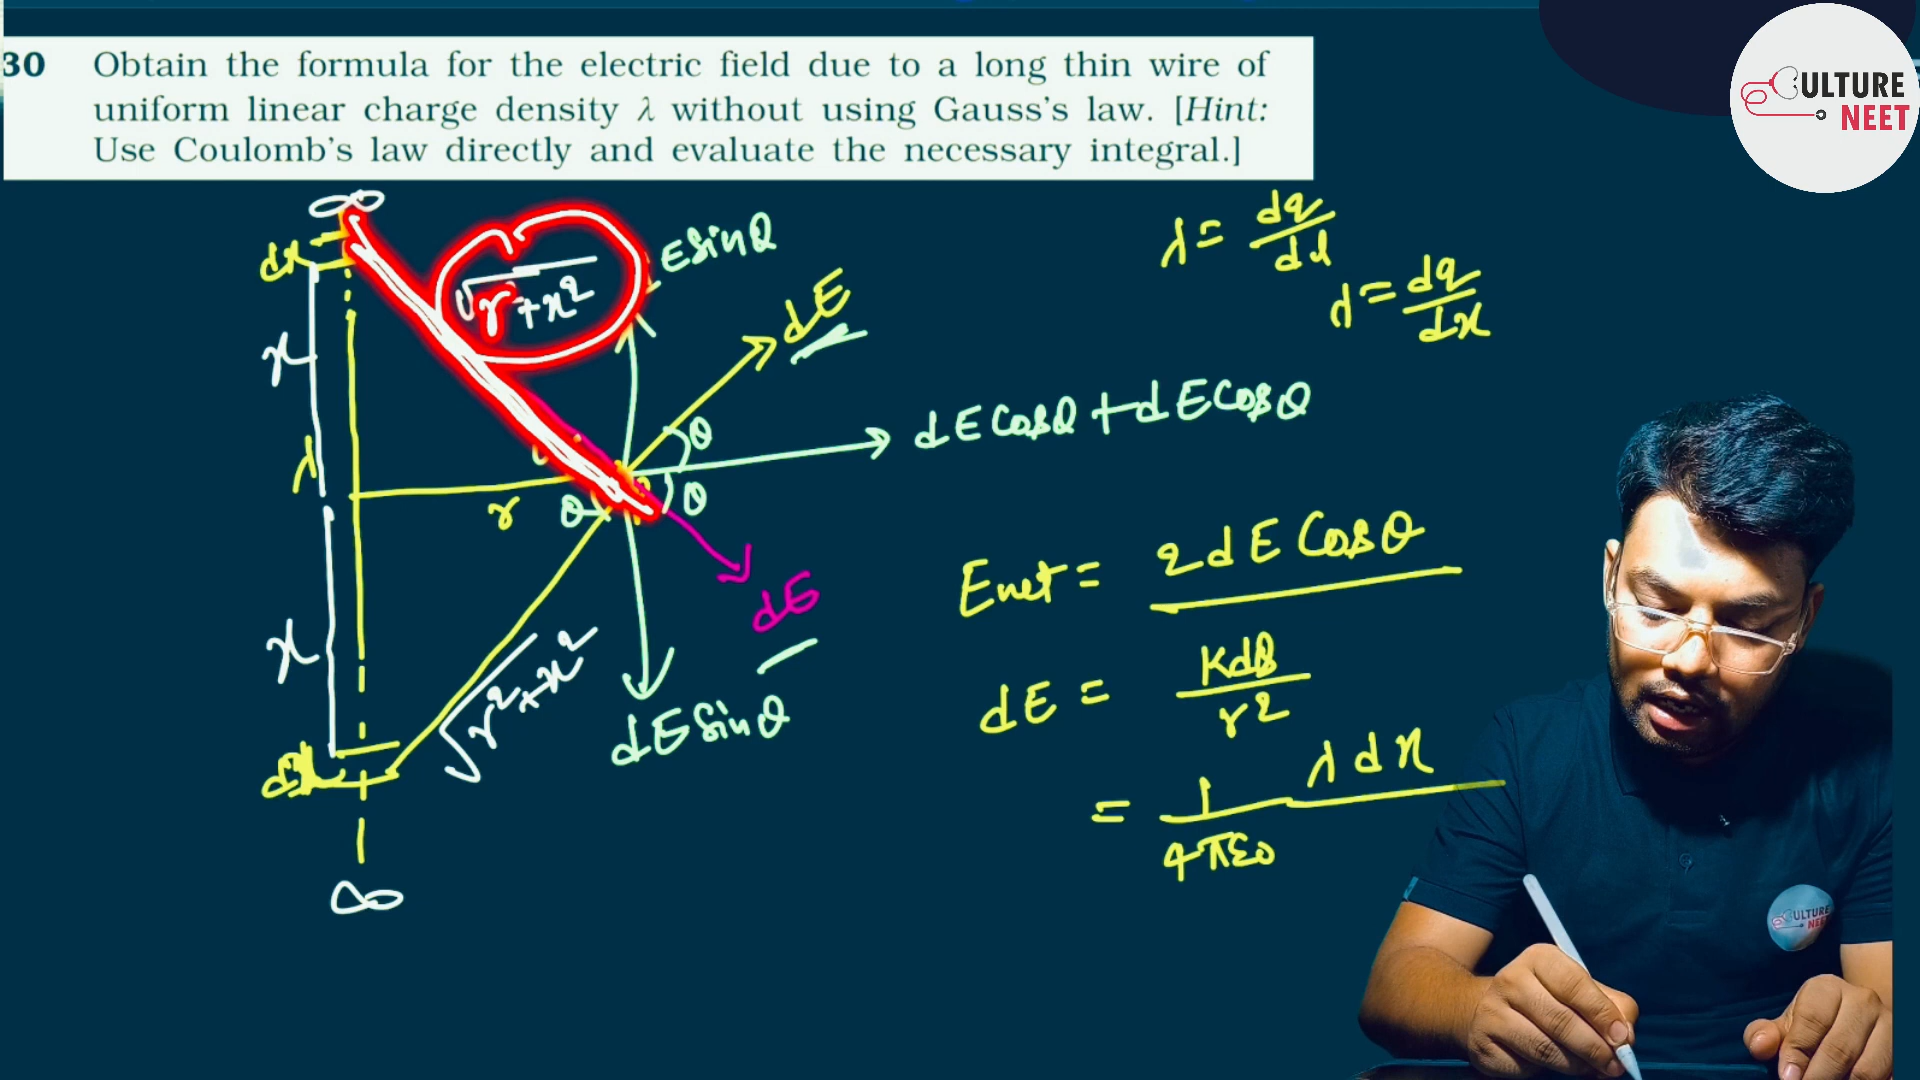 30 Obtain the formula for the electric field due to a long thin wire of
uniform linear charge density λ without using Gauss's law. [Hint:
Use Coulomb's law directly and evaluate the necessary integral.]
CULTURE
NEET
∞
dx
x
λ
x
dx
∞
√r+x²
E sinθ
dE
θ
θ
dE cosθ + dE cosθ
r
θ
dE
√r²+x²
dE sinθ
λ = dq/dl
λ = dq/dx
Enet = 2dE Cosθ
dE = KdQ/r²
= 1/4πε0 λdx
CULTURE
NEET